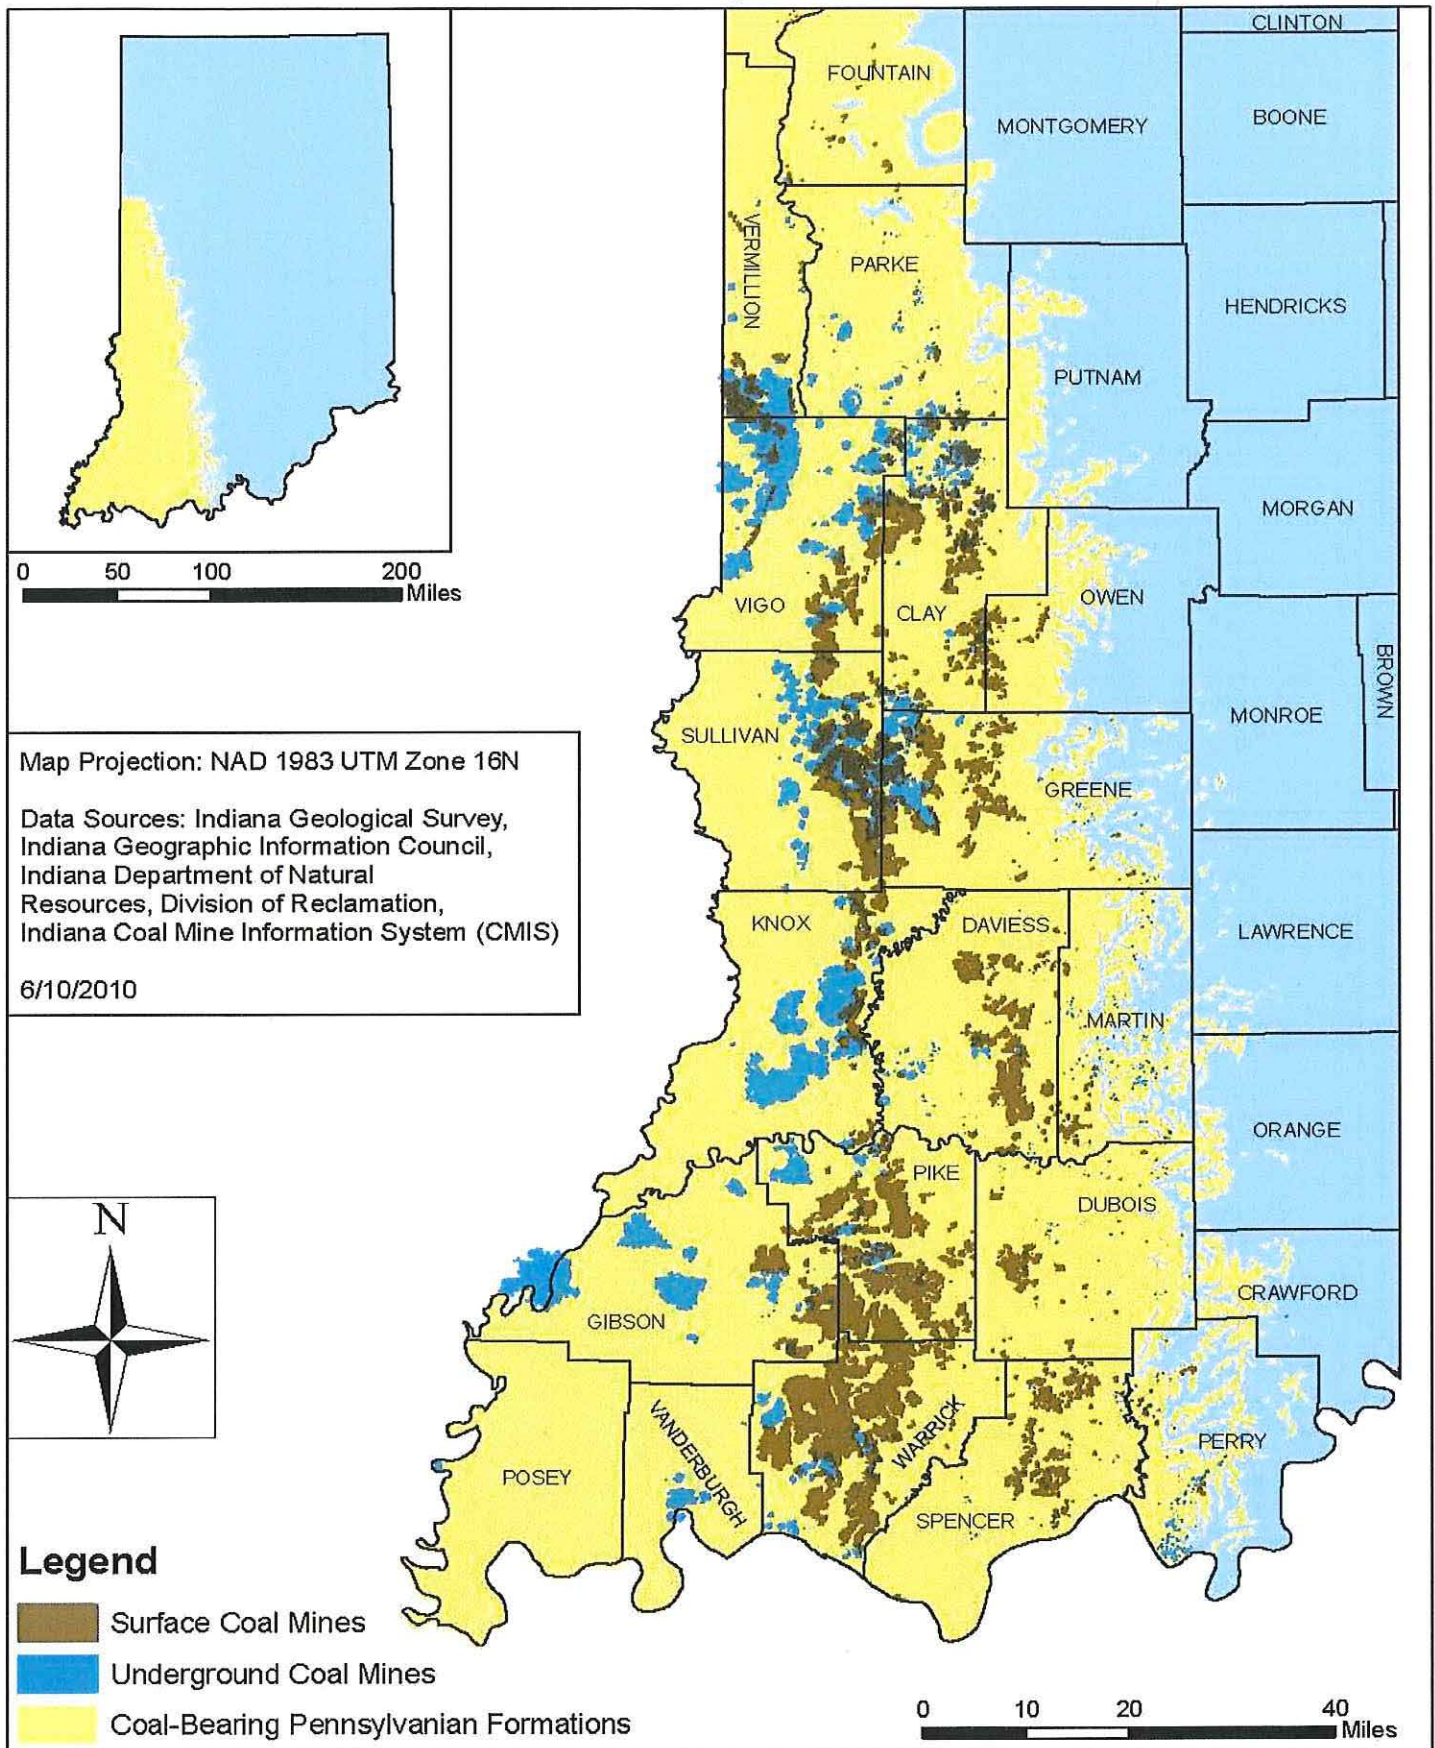 CLINTON
FOUNTAIN
MONTGOMERY
BOONE
VERMILLION
PARKE
HENDRICKS
PUTNAM
MORGAN
0 50 100 200
Miles
VIGO
CLAY
OWEN
BROWN
SULLIVAN
MONROE
GREENE
Map Projection: NAD 1983 UTM Zone 16N
Data Sources: Indiana Geological Survey,
Indiana Geographic Information Council,
Indiana Department of Natural
Resources, Division of Reclamation,
Indiana Coal Mine Information System (CMIS)
6/10/2010
KNOX
DAVIESS
LAWRENCE
MARTIN
ORANGE
PIKE
DUBOIS
N
GIBSON
CRAWFORD
VANDERBURGH
WARRICK
PERRY
POSEY
SPENCER
Legend
Surface Coal Mines
Underground Coal Mines
Coal-Bearing Pennsylvanian Formations
0 10 20 40
Miles